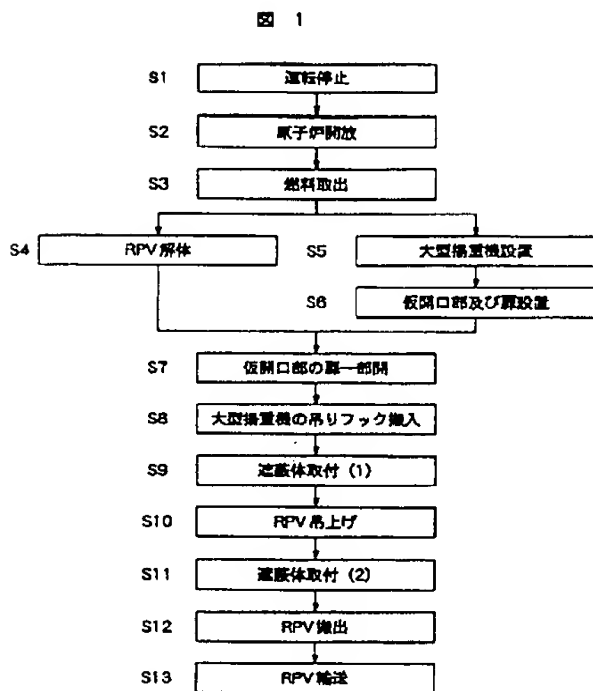 図 1
S1 運転停止
S2 原子炉開放
S3 燃料取出
S4 RPV解体 S5 大型揚重機設置
S6 仮開口部及び扉設置
S7 仮開口部の扉一部開
S8 大型揚重機の吊りフック搬入
S9 遮蔽体取付 (1)
S10 RPV吊上げ
S11 遮蔽体取付 (2)
S12 RPV搬出
S13 RPV輸送